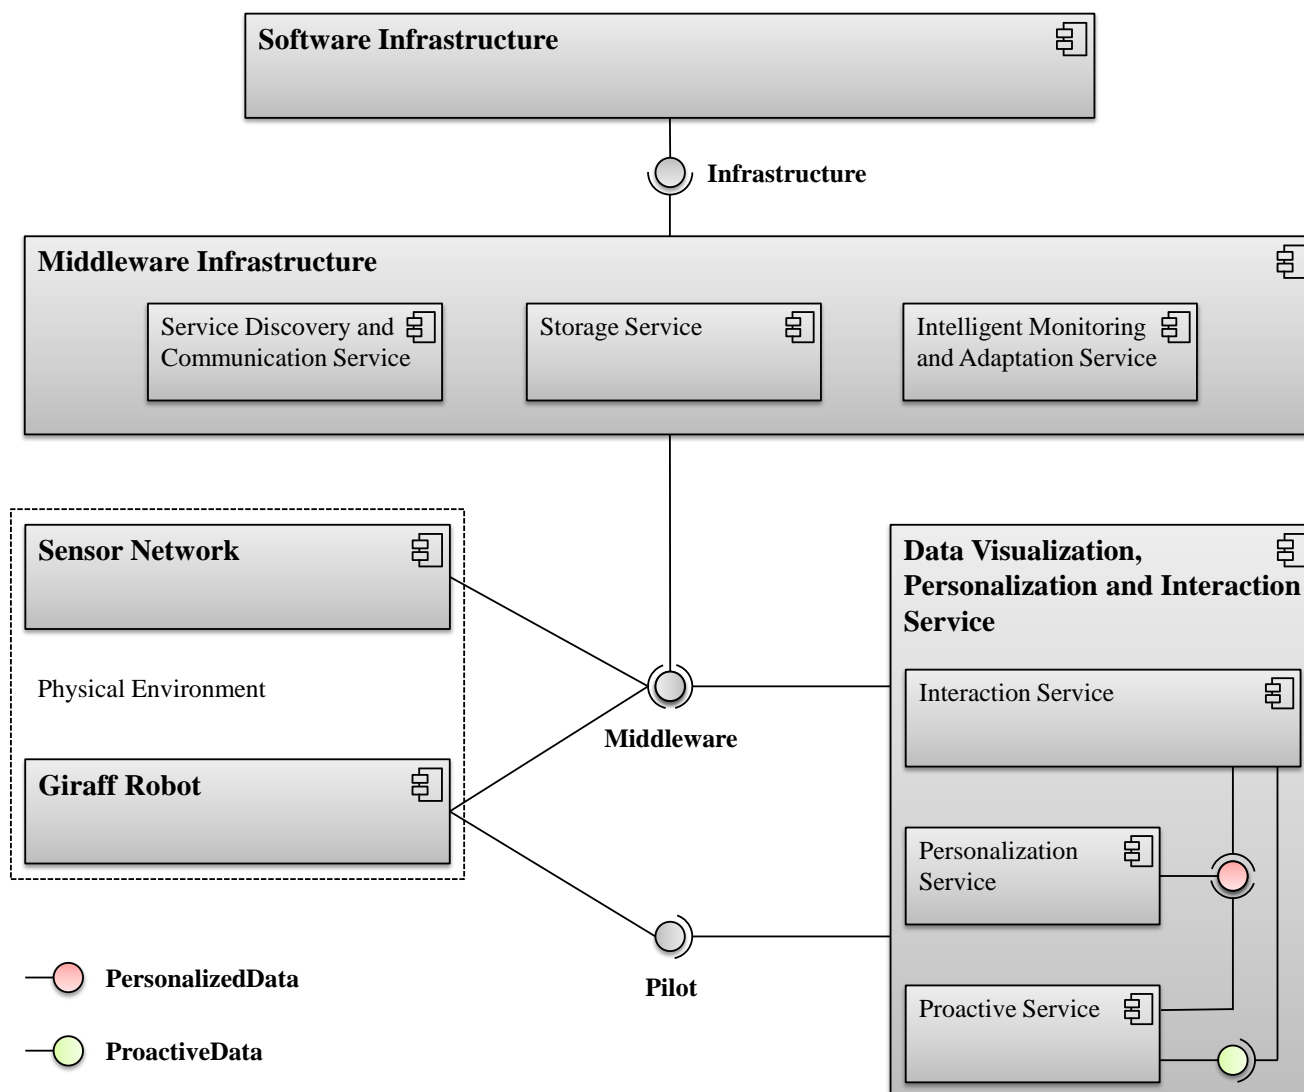 Software Infrastructure
Infrastructure
Middleware Infrastructure
Service Discovery and
Communication Service
Storage Service
Intelligent Monitoring
and Adaptation Service
Sensor Network
Physical Environment
Giraff Robot
Middleware
Pilot
Data Visualization,
Personalization and Interaction
Service
Interaction Service
Personalization
Service
Proactive Service
PersonalizedData
ProactiveData